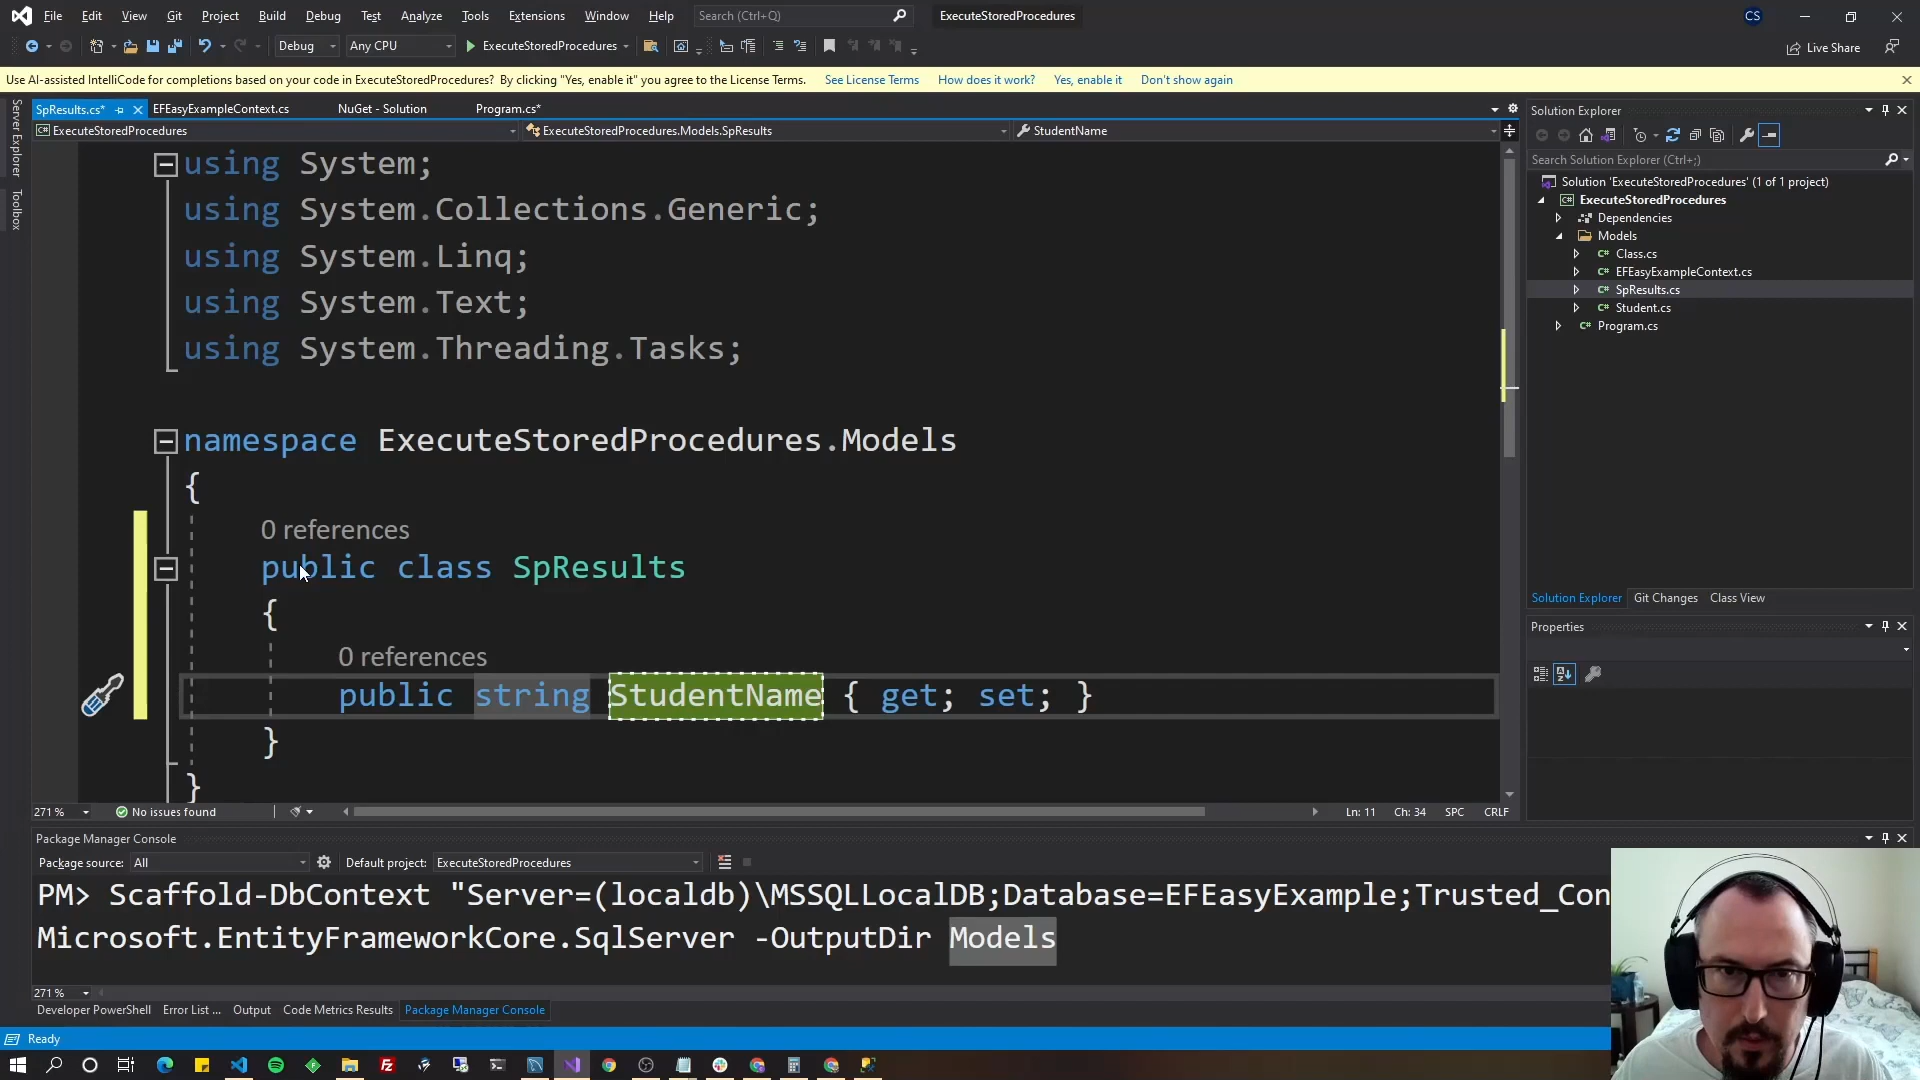 File Edit View Git Project Build Debug Test Analyze Tools Extensions Window Help Search (Ctrl+Q) ExecuteStoredProcedures CS
Debug Any CPU ExecuteStoredProcedures Live Share
Use AI-assisted IntelliCode for completions based on your code in ExecuteStoredProcedures? By clicking "Yes, enable it" you agree to the License Terms. See License Terms How does it work? Yes, enable it Don't show again
Server Explorer
Toolbox
SpResults.cs* EFEasyExampleContext.cs NuGet - Solution Program.cs*
ExecuteStoredProcedures ExecuteStoredProcedures.Models.SpResults StudentName
using System;
using System.Collections.Generic;
using System.Linq;
using System.Text;
using System.Threading.Tasks;
namespace ExecuteStoredProcedures.Models
{
0 references
public class SpResults
{
0 references
public string StudentName { get; set; }
}
}
271 % No issues found Ln: 11 Ch: 34 SPC CRLF
Solution Explorer
Search Solution Explorer (Ctrl+;)
Solution 'ExecuteStoredProcedures' (1 of 1 project)
ExecuteStoredProcedures
Dependencies
Models
C# Class.cs
C# EFEasyExampleContext.cs
C# SpResults.cs
C# Student.cs
C# Program.cs
Solution Explorer Git Changes Class View
Properties
Package Manager Console
Package source: All Default project: ExecuteStoredProcedures
PM> Scaffold-DbContext "Server=(localdb)\MSSQLLocalDB;Database=EFEasyExample;Trusted_Con
Microsoft.EntityFrameworkCore.SqlServer -OutputDir Models
271 %
Developer PowerShell Error List ... Output Code Metrics Results Package Manager Console
Ready